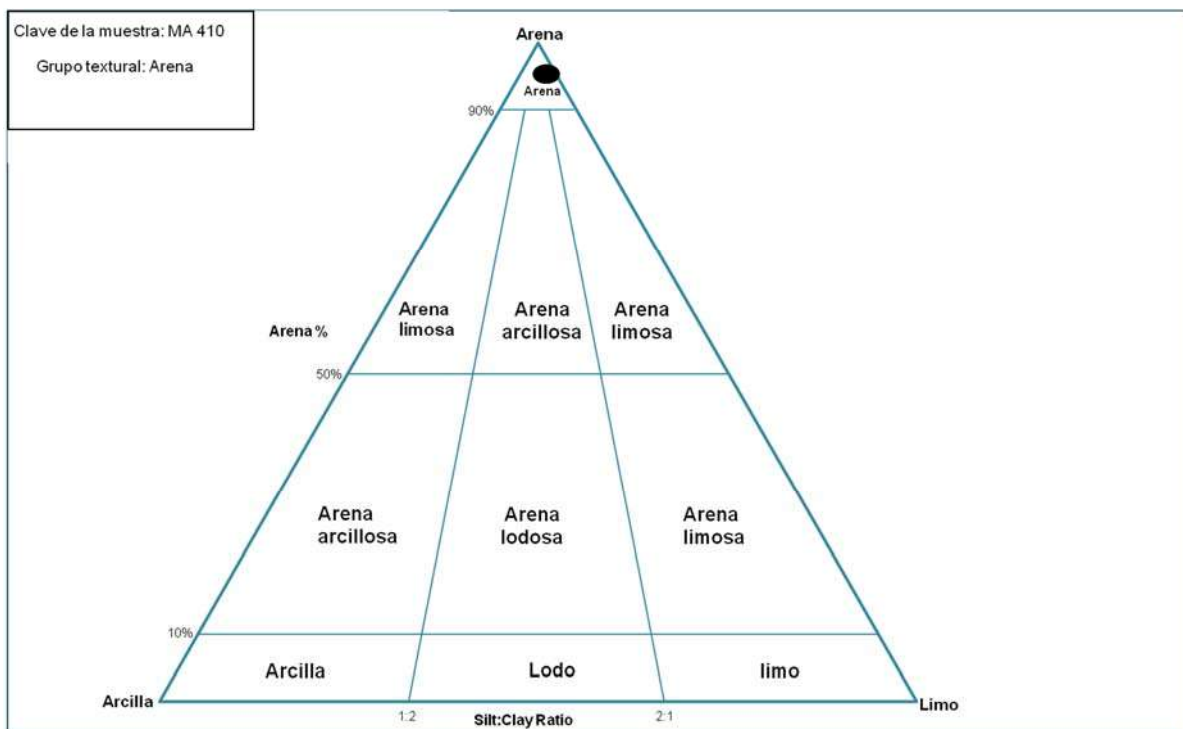 Clave de la muestra: MA 410
Grupo textural: Arena
Arena
Arena
90%
Arena
limosa
Arena
arcillosa
Arena
limosa
Arena %
50%
Arena
arcillosa
Arena
lodosa
Arena
limosa
10%
Arcilla
Lodo
limo
Arcilla
Limo
1:2
Silt:Clay Ratio
2:1